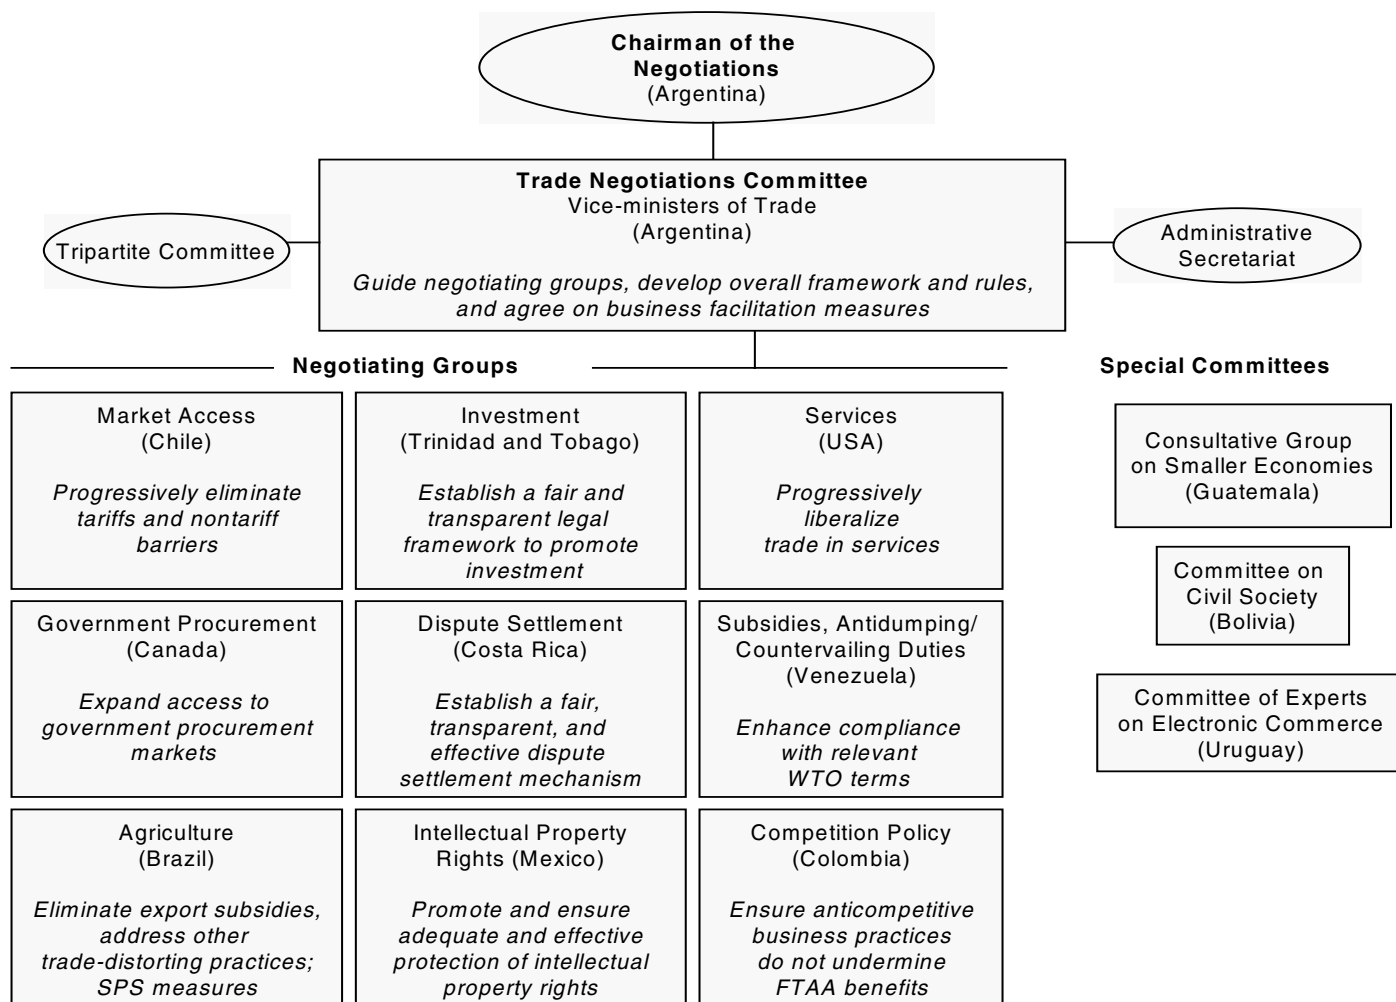 Chairman of the
Negotiations
(Argentina)
Trade Negotiations Committee
Vice-ministers of Trade
(Argentina)
Guide negotiating groups, develop overall framework and rules,
and agree on business facilitation measures
Tripartite Committee
Administrative
Secretariat
Negotiating Groups
Market Access
(Chile)
Progressively eliminate
tariffs and nontariff
barriers
Investment
(Trinidad and Tobago)
Establish a fair and
transparent legal
framework to promote
investment
Services
(USA)
Progressively
liberalize
trade in services
Government Procurement
(Canada)
Expand access to
government procurement
markets
Dispute Settlement
(Costa Rica)
Establish a fair,
transparent, and
effective dispute
settlement mechanism
Subsidies, Antidumping/
Countervailing Duties
(Venezuela)
Enhance compliance
with relevant
WTO terms
Agriculture
(Brazil)
Eliminate export subsidies,
address other
trade-distorting practices;
SPS measures
Intellectual Property
Rights (Mexico)
Promote and ensure
adequate and effective
protection of intellectual
property rights
Competition Policy
(Colombia)
Ensure anticompetitive
business practices
do not undermine
FTAA benefits
Special Committees
Consultative Group
on Smaller Economies
(Guatemala)
Committee on
Civil Society
(Bolivia)
Committee of Experts
on Electronic Commerce
(Uruguay)